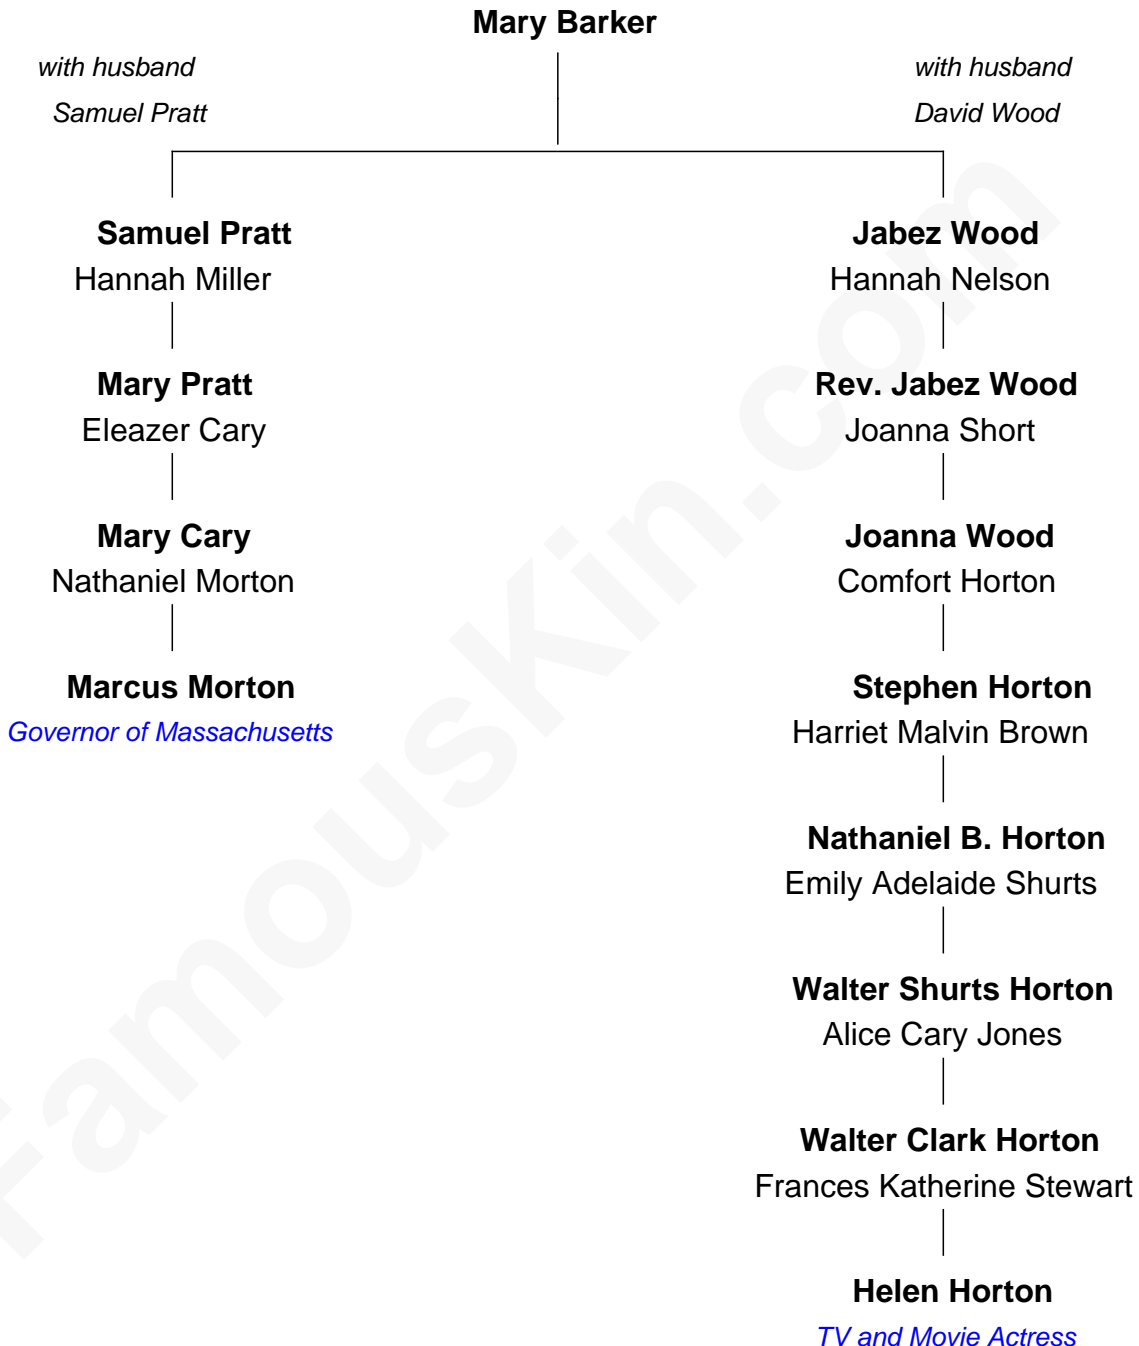 Mary Barker
with husband
Samuel Pratt
with husband
David Wood
Samuel Pratt
Hannah Miller
Mary Pratt
Eleazer Cary
Mary Cary
Nathaniel Morton
Marcus Morton
Governor of Massachusetts
Jabez Wood
Hannah Nelson
Rev. Jabez Wood
Joanna Short
Joanna Wood
Comfort Horton
Stephen Horton
Harriet Malvin Brown
Nathaniel B. Horton
Emily Adelaide Shurts
Walter Shurts Horton
Alice Cary Jones
Walter Clark Horton
Frances Katherine Stewart
Helen Horton
TV and Movie Actress
FamousKin.com